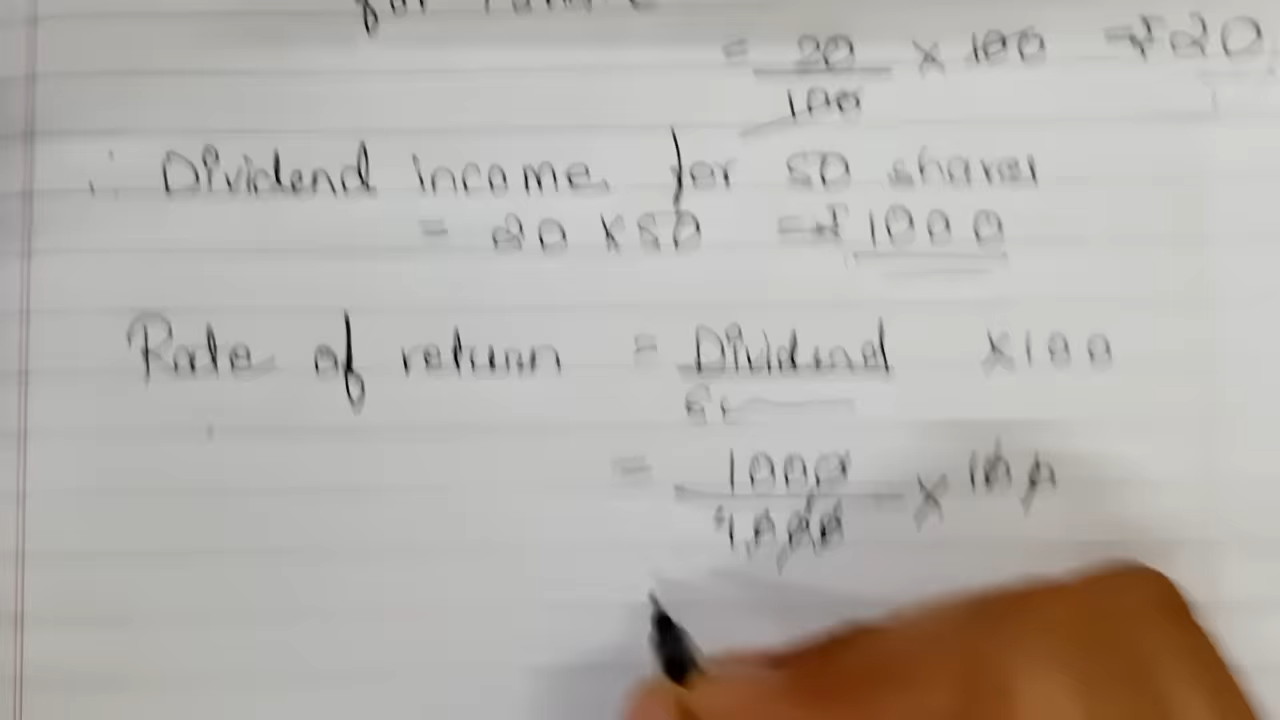 for
= 20/100 × 100 = ₹20
∴ Dividend income for 50 shares
= 20 × 50 = ₹1000
Rate of return = Dividend × 100
= 1000 × 100